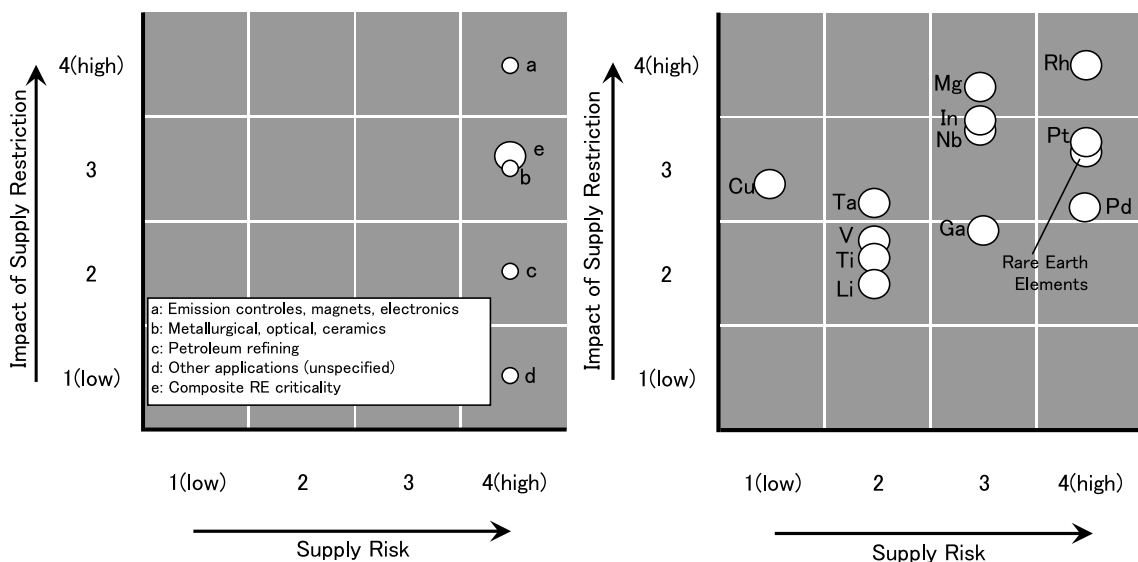 Impact of Supply Restriction
4(high)
3
2
1(low)
a
e
b
c
d
a: Emission controles, magnets, electronics
b: Metallurgical, optical, ceramics
c: Petroleum refining
d: Other applications (unspecified)
e: Composite RE criticality
1(low)
2
3
4(high)
Supply Risk
Impact of Supply Restriction
4(high)
3
2
1(low)
Rh
Mg
In
Nb
Pt
Cu
Ta
Pd
V
Ga
Ti
Li
Rare Earth
Elements
1(low)
2
3
4(high)
Supply Risk